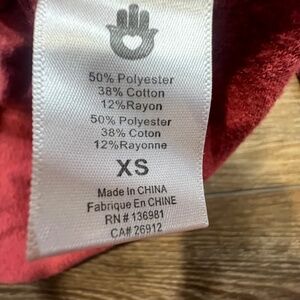 50% Polyester
38% Cotton
12%Rayon
50% Polyester
38% Coton
12%Rayonne
XS
Made In CHINA
Fabrique En CHINE
RN # 136981
CA# 26912